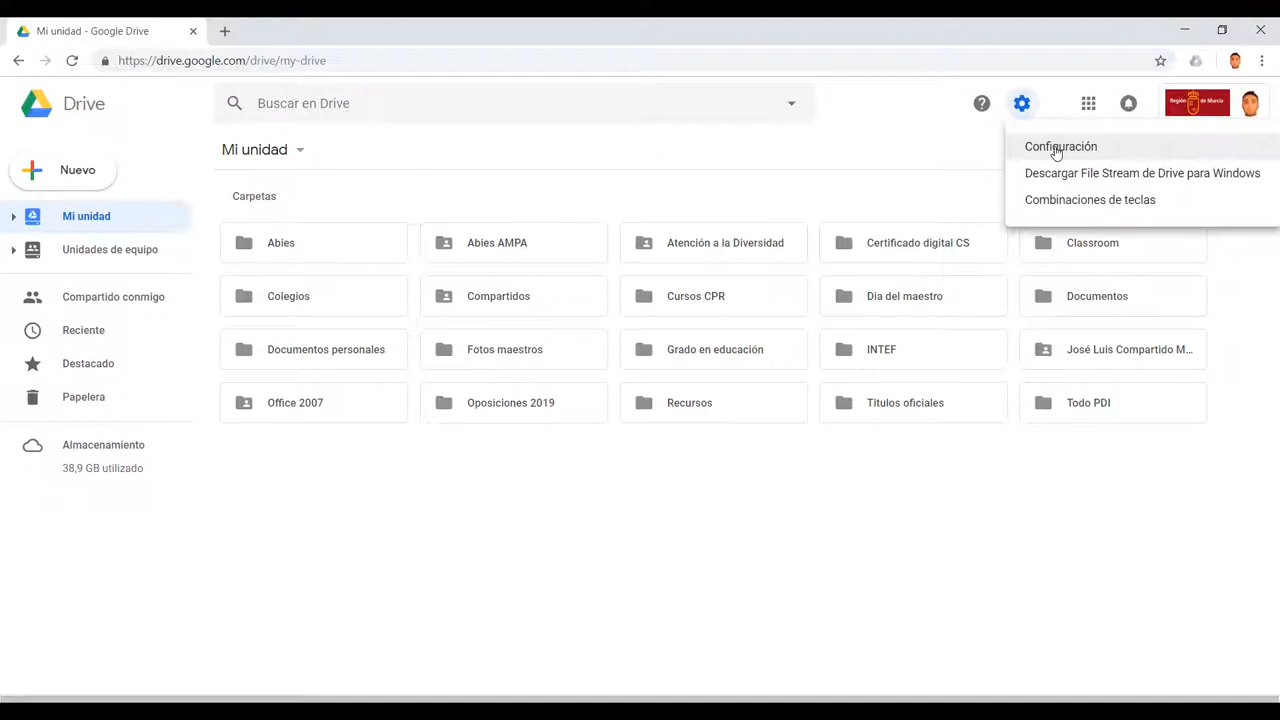 Mi unidad - Google Drive
https://drive.google.com/drive/my-drive
Drive
Buscar en Drive
Región de Murcia
Nuevo
Mi unidad
Configuración
Descargar File Stream de Drive para Windows
Combinaciones de teclas
Mi unidad
Unidades de equipo
Compartido conmigo
Reciente
Destacado
Papelera
Almacenamiento
38,9 GB utilizado
Carpetas
Abies
Abies AMPA
Atención a la Diversidad
Certificado digital CS
Classroom
Colegios
Compartidos
Cursos CPR
Dia del maestro
Documentos
Documentos personales
Fotos maestros
Grado en educación
INTEF
José Luis Compartido M...
Office 2007
Oposiciones 2019
Recursos
Titulos oficiales
Todo PDI